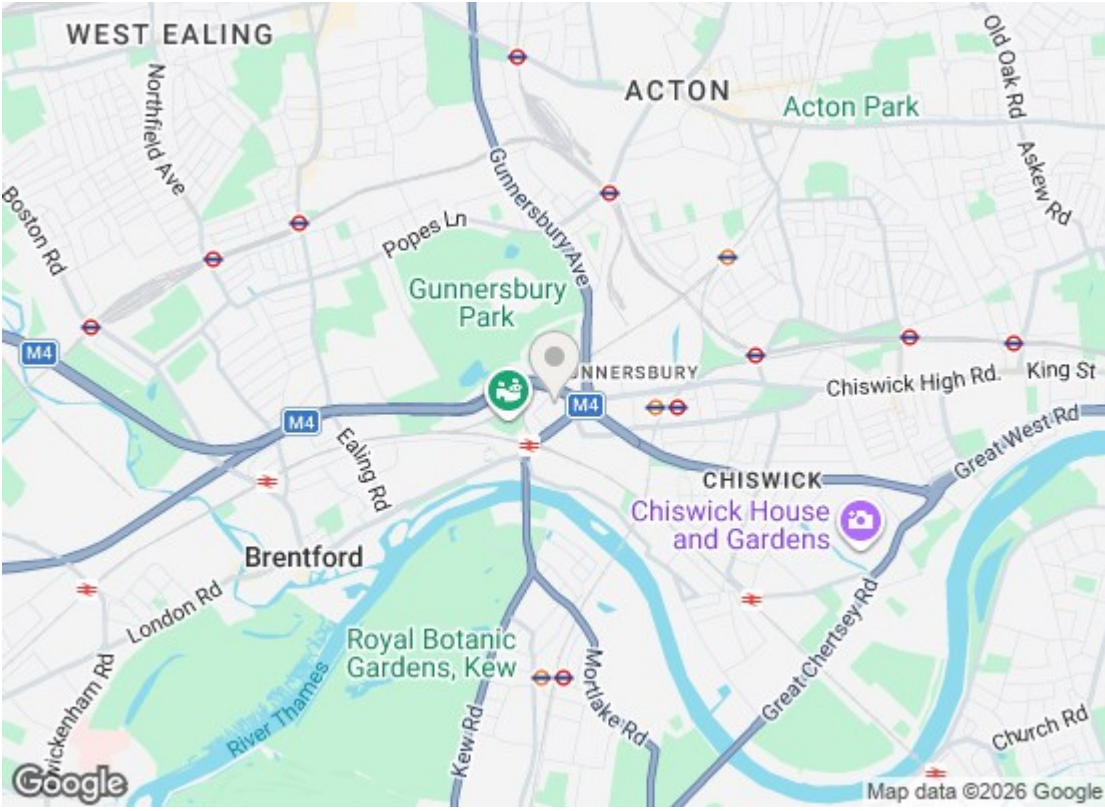 WEST EALING
Northfield Ave
Old Oak Rd
ACTON
Acton Park
Gunnersbury Ave
Askew Rd
Boston Rd
Popes Ln
Gunnersbury
Park
M4
UNNERSBURY
Chiswick High Rd.
King St
M4
M4
Great West Rd
Ealing Rd
CHISWICK
Chiswick House
and Gardens
Brentford
London Rd
Royal Botanic
Gardens, Kew
Great Chertsey Rd
Mortlake Rd
wickenham Rd
River Thames
Kew Rd
Church Rd
Google
Map data ©2026 Google